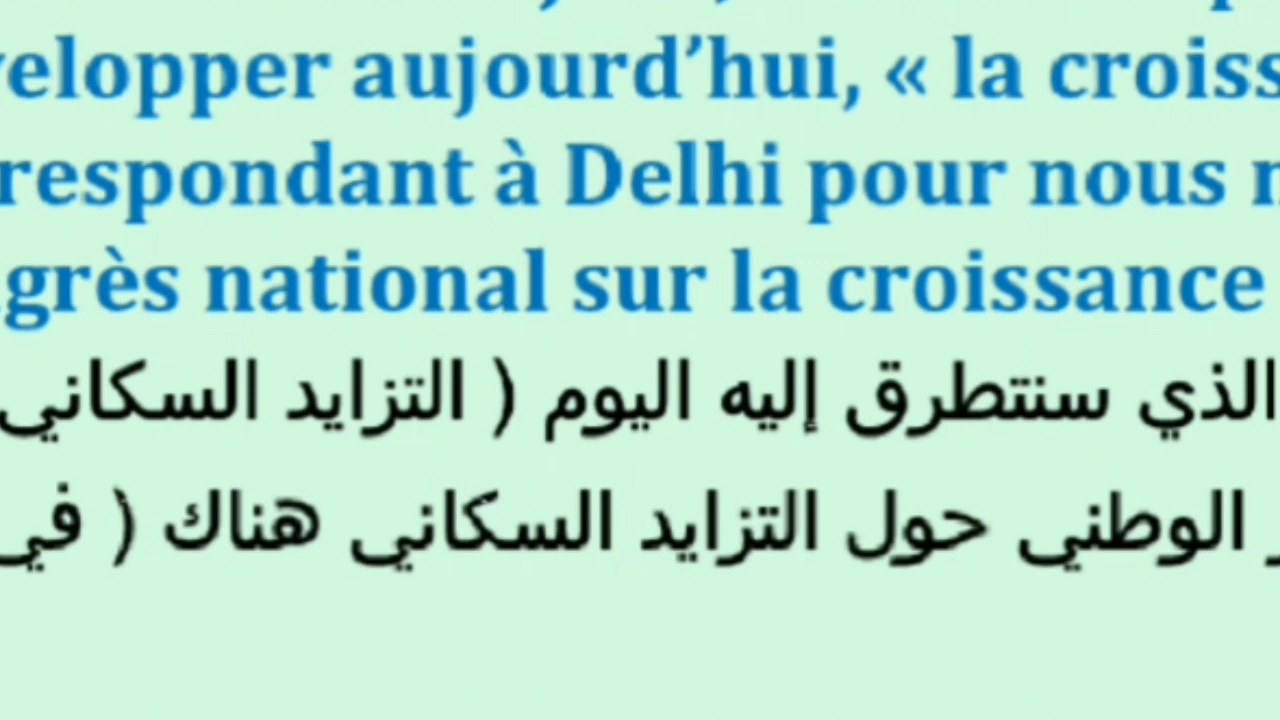 velopper aujourd’hui, « la croiss
respondant à Delhi pour nous
grès national sur la croissance
الذي سنتطرق إليه اليوم ( التزايد السكاني
الوطني حول التزايد السكاني هناك ( في